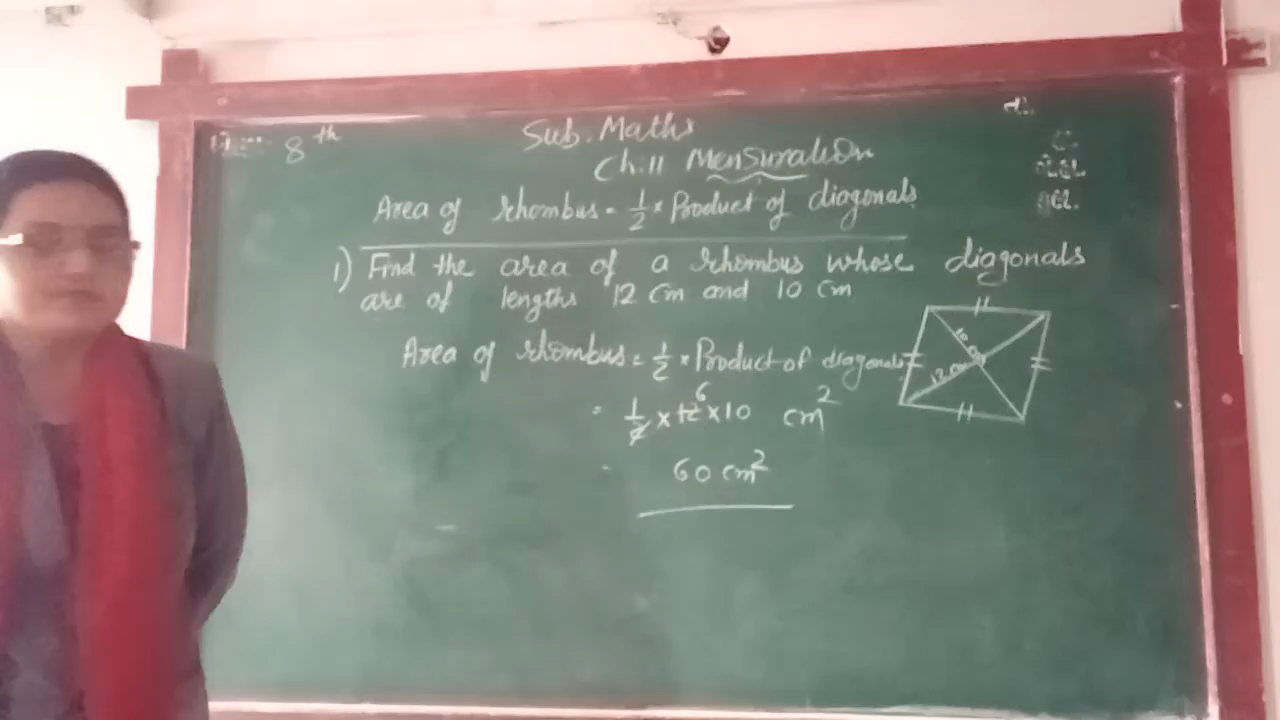 8th
Sub. Maths
Ch:11 Mensuration
Area of rhombus = 1/2 × Product of diagonals
1) Find the area of a rhombus whose diagonals
are of lengths 12 cm and 10 cm
Area of rhombus = 1/2 × Product of diagonals
= 1/2 × 12 6 × 10 cm²
60 cm²
10 cm
12 cm